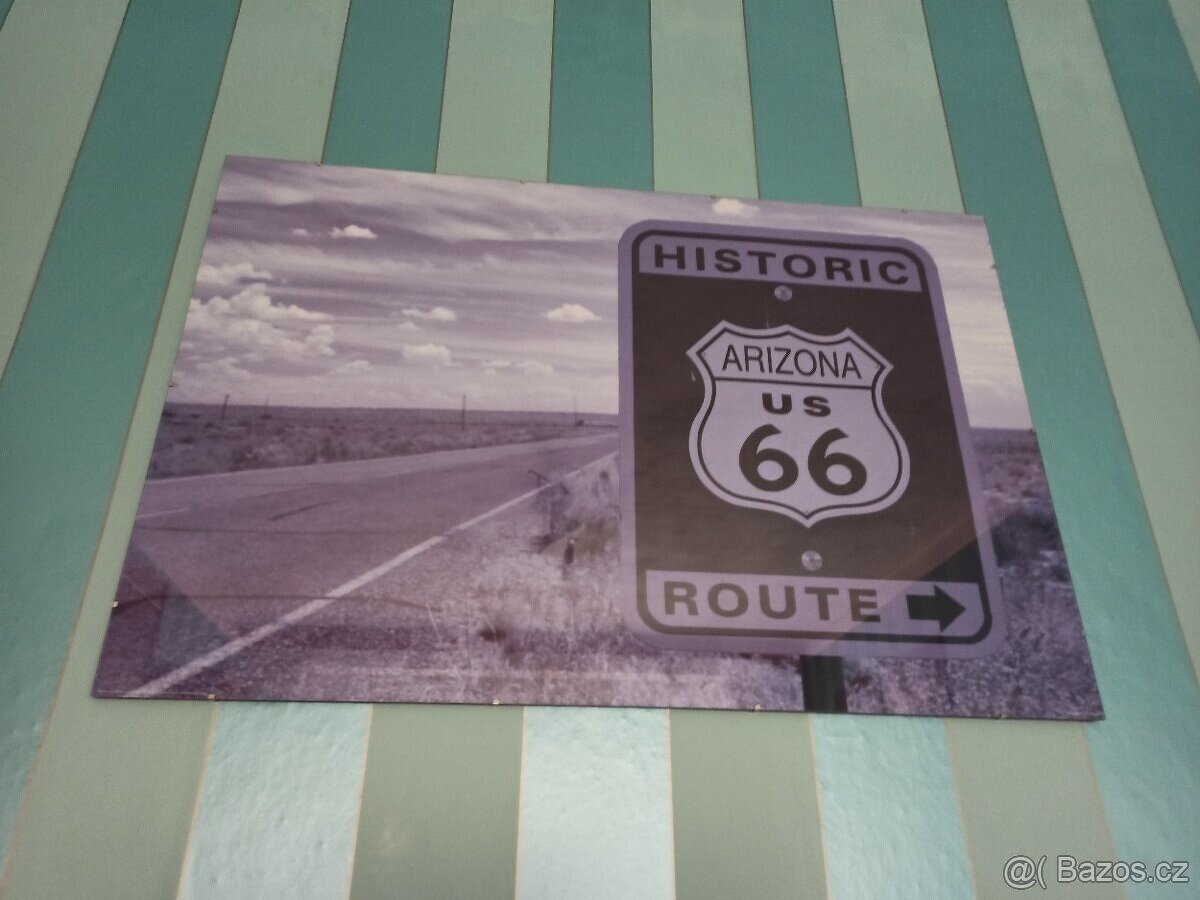 HISTORIC
ARIZONA
US
66
ROUTE →
@( Bazos.cz